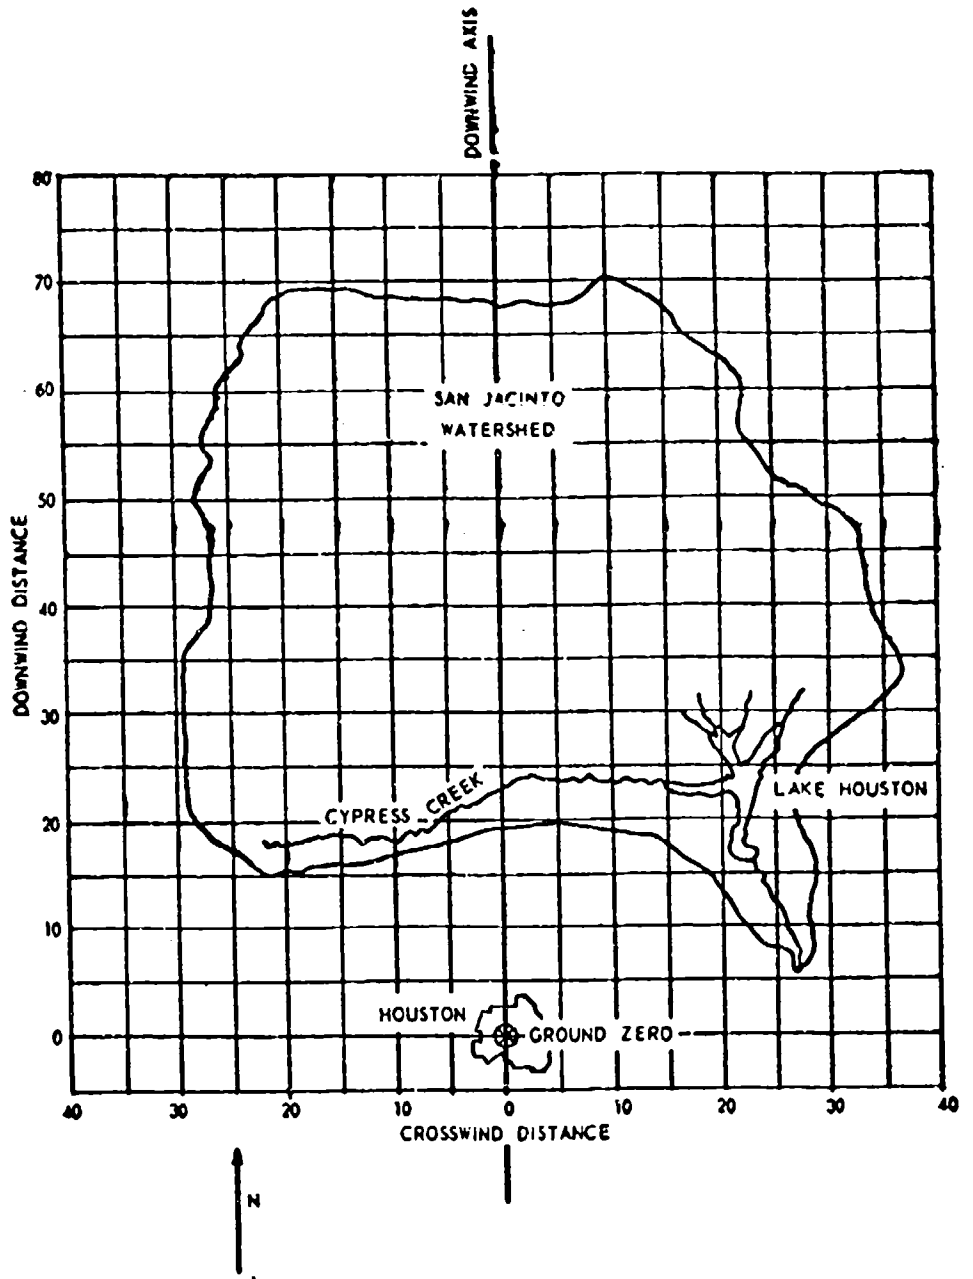 DOWNWIND AXIS
80
70
60
SAN JACINTO
WATERSHED
50
DOWNWIND DISTANCE
40
30
CYPRESS CREEK
LAKE HOUSTON
20
10
HOUSTON
GROUND ZERO
0
40 30 20 10 0 10 20 30 40
CROSSWIND DISTANCE
N